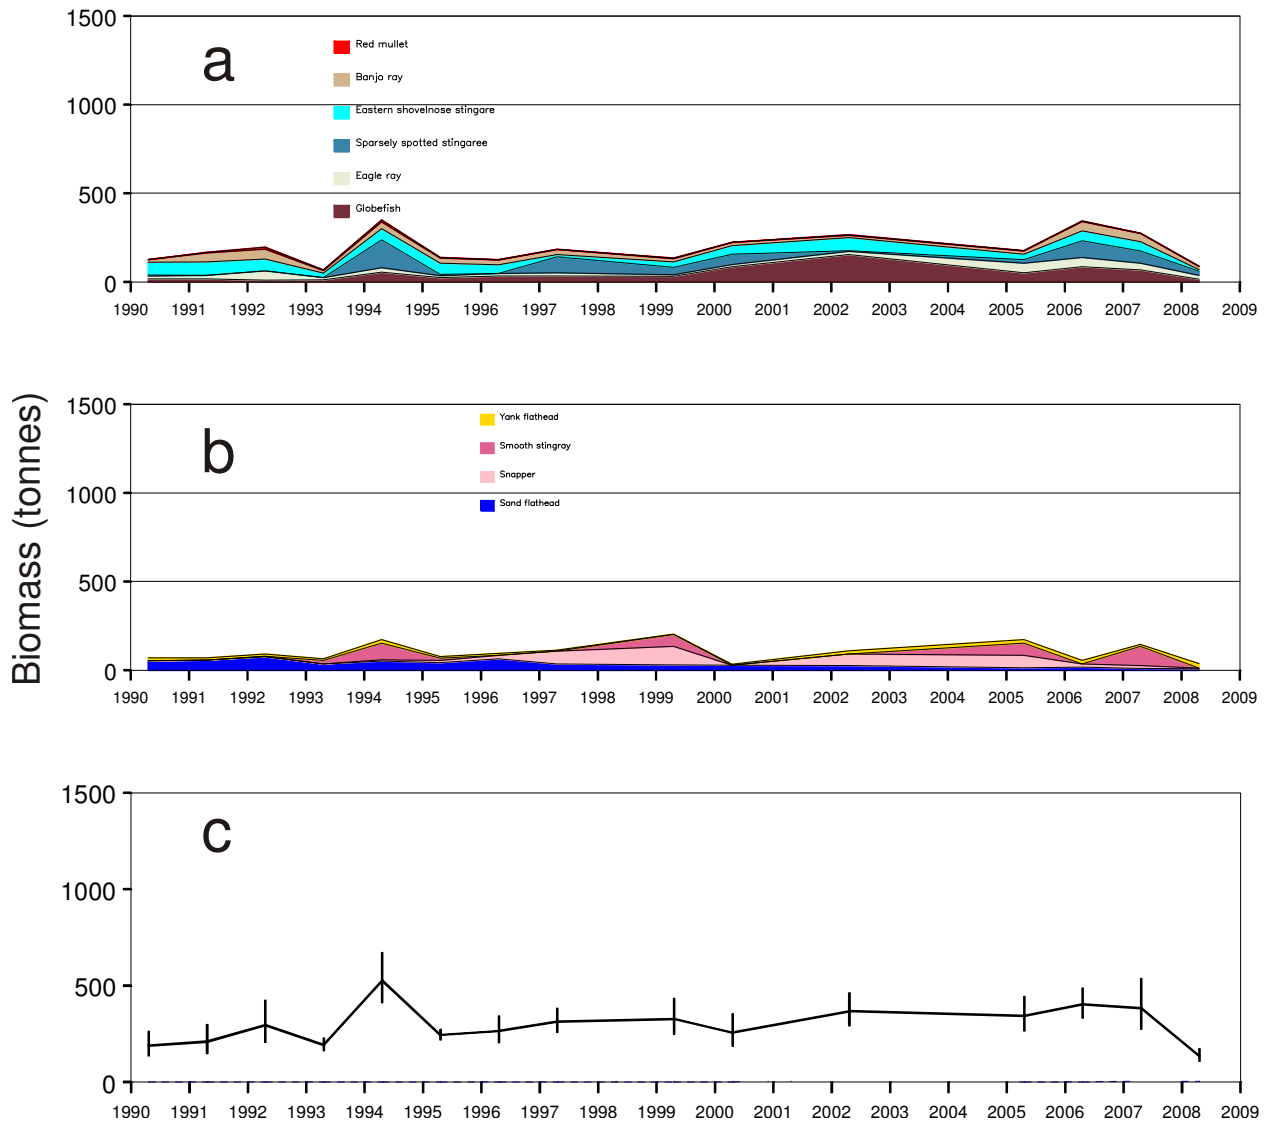 1500
a
Red mullet
Banjo ray
1000
Eastern shovelnose stingare
Sparsely spotted stingaree
Eagle ray
500
Globefish
0
1990 1991 1992 1993 1994 1995 1996 1997 1998 1999 2000 2001 2002 2003 2004 2005 2006 2007 2008 2009
Biomass (tonnes)
1500
b
Yank flathead
Smooth stingray
Snapper
1000
Sand flathead
500
0
1990 1991 1992 1993 1994 1995 1996 1997 1998 1999 2000 2001 2002 2003 2004 2005 2006 2007 2008 2009
1500
c
1000
500
0
1990 1991 1992 1993 1994 1995 1996 1997 1998 1999 2000 2001 2002 2003 2004 2005 2006 2007 2008 2009